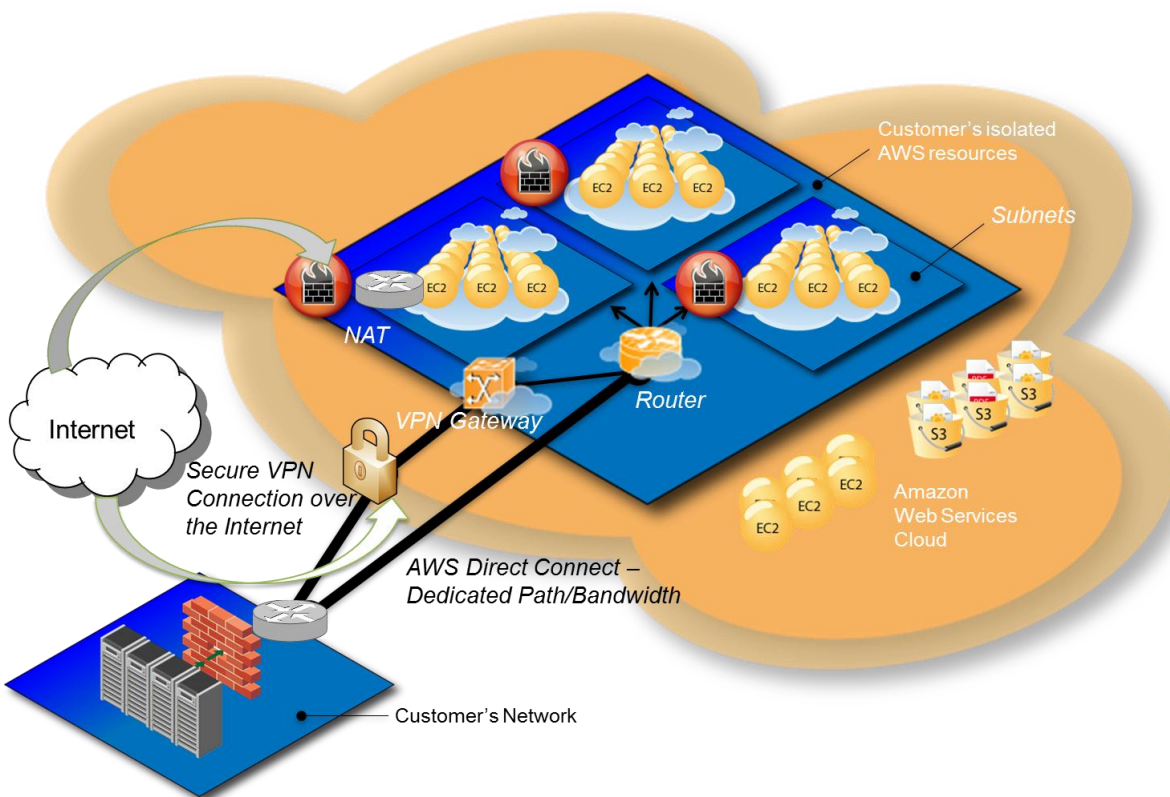 Customer's isolated
AWS resources
EC2
EC2
EC2
Subnets
EC2
EC2
EC2
EC2
EC2
EC2
NAT
Router
VPN Gateway
Internet
Secure VPN
Connection over
the Internet
PDF
PDF
S3
S3
S3
S3
EC2
EC2
EC2
Amazon
Web Services
Cloud
AWS Direct Connect –
Dedicated Path/Bandwidth
Customer's Network